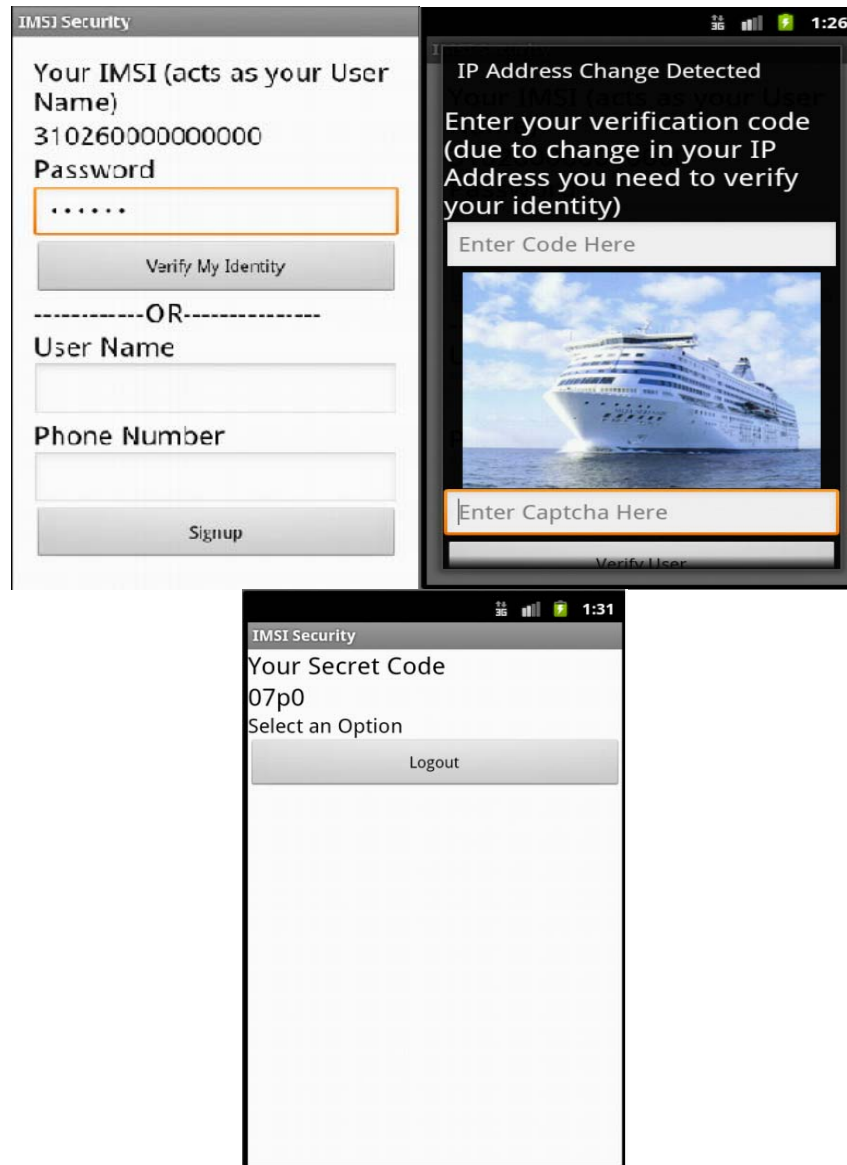 IMSI Security
Your IMSI (acts as your User
Name)
310260000000000
Password
Verify My Identity
------------OR---------------
User Name
Phone Number
Signup
1:26
IP Address Change Detected
Enter your verification code
(due to change in your IP
Address you need to verify
your identity)
Enter Code Here
Enter Captcha Here
Verify User
3G 1:31
IMSI Security
Your Secret Code
07p0
Select an Option
Logout